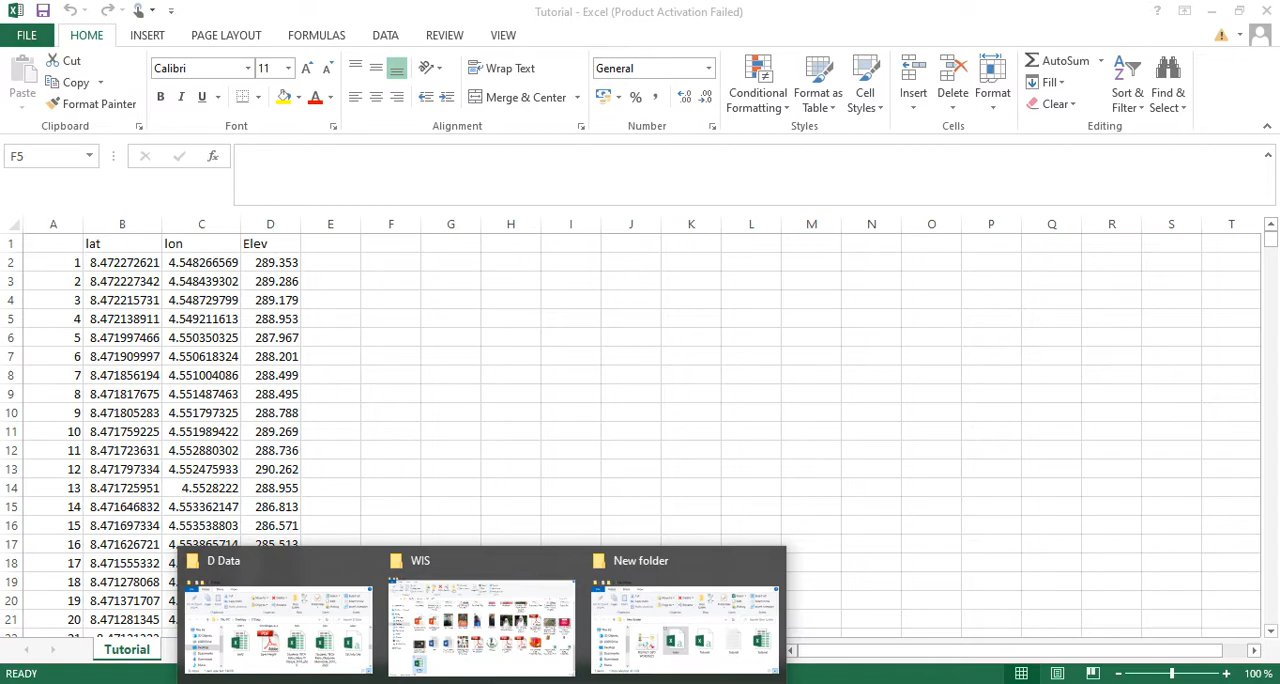 Tutorial - Excel (Product Activation Failed)
FILE HOME INSERT PAGE LAYOUT FORMULAS DATA REVIEW VIEW
Paste
Cut
Copy
Format Painter
Clipboard
Calibri 11
B I U
Font
Wrap Text
Merge & Center
Alignment
General
Number
Conditional Formatting
Format as Table
Cell Styles
Styles
Insert Delete Format
Cells
AutoSum
Fill
Clear
Sort & Filter
Find & Select
Editing
F5
A B C D E F G H I J K L M N O P Q R S T
1 lat lon Elev
2 1 8.472272621 4.548266569 289.353
3 2 8.472227342 4.548439302 289.286
4 3 8.472215731 4.548729799 289.179
5 4 8.472138911 4.549211613 288.953
6 5 8.471997466 4.550350325 287.967
7 6 8.471909997 4.550618324 288.201
8 7 8.471856194 4.551004086 288.499
9 8 8.471817675 4.551487463 288.495
10 9 8.471805283 4.551797325 288.788
11 10 8.471759225 4.551989422 289.269
12 11 8.471723631 4.552880302 288.736
13 12 8.471797334 4.552475933 290.262
14 13 8.471725951 4.5528222 288.955
15 14 8.471646832 4.553362147 286.813
16 15 8.471697334 4.553538803 286.571
17 16 8.471626721 4.553865714 285.513
18 17 8.471555332
19 18 8.471278068
20 19 8.471371707
21 20 8.471281345
D Data WIS New folder
Tutorial
READY
100 %